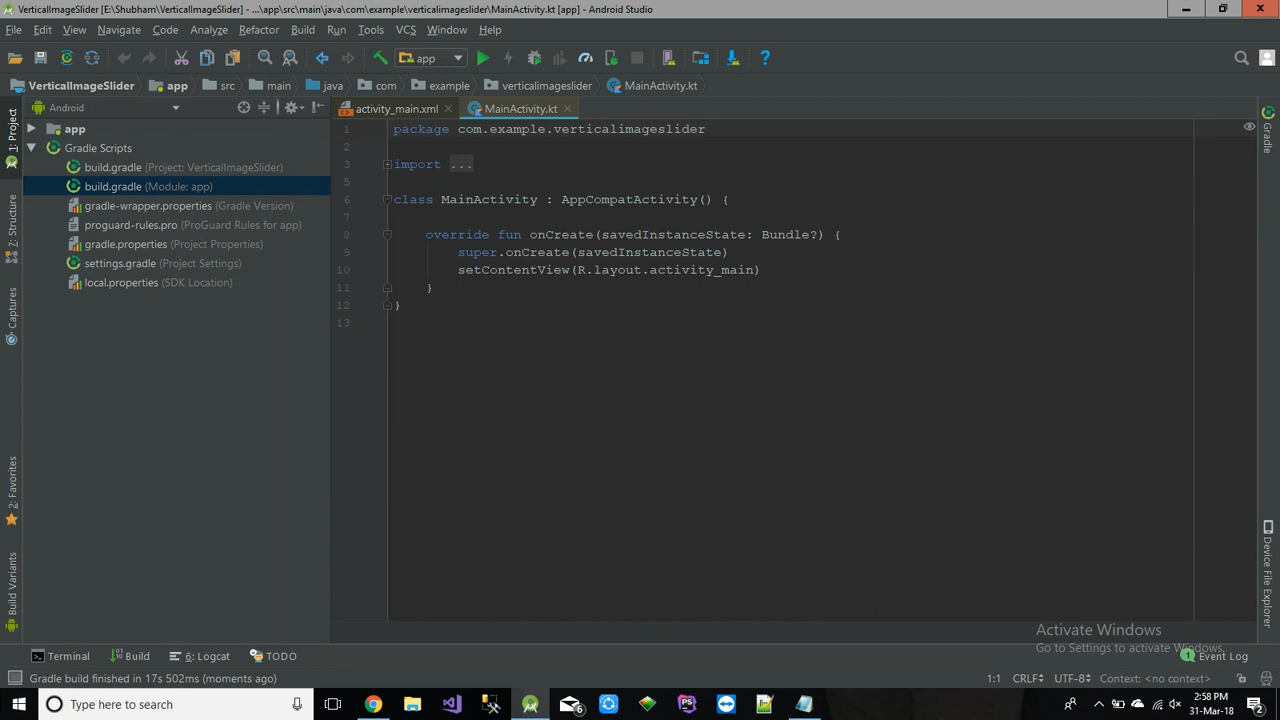 VerticalImageSlider [E:\Shubham\VerticalImageSlider] - ...\app\src\main\java\com\example\verticalimageslider\MainActivity.kt [app] - Android Studio
File Edit View Navigate Code Analyze Refactor Build Run Tools VCS Window Help
app
VerticalImageSlider app src main java com example verticalimageslider MainActivity.kt
Android
activity_main.xml MainActivity.kt
1: Project
7: Structure
Captures
2: Favorites
Build Variants
app
Gradle Scripts
build.gradle (Project: VerticalImageSlider)
build.gradle (Module: app)
gradle-wrapper.properties (Gradle Version)
proguard-rules.pro (ProGuard Rules for app)
gradle.properties (Project Properties)
settings.gradle (Project Settings)
local.properties (SDK Location)
1 package com.example.verticalimageslider
2
3 import ...
5
6 class MainActivity : AppCompatActivity() {
7
8 override fun onCreate(savedInstanceState: Bundle?) {
9 super.onCreate(savedInstanceState)
10 setContentView(R.layout.activity_main)
11 }
12 }
13
Gradle
Device File Explorer
Activate Windows
Go to Settings to activate Windows.
Terminal Build 6: Logcat TODO 1 Event Log
Gradle build finished in 17s 502ms (moments ago) 1:1 CRLF UTF-8 Context: <no context>
Type here to search
6
2:58 PM
31-Mar-18
2